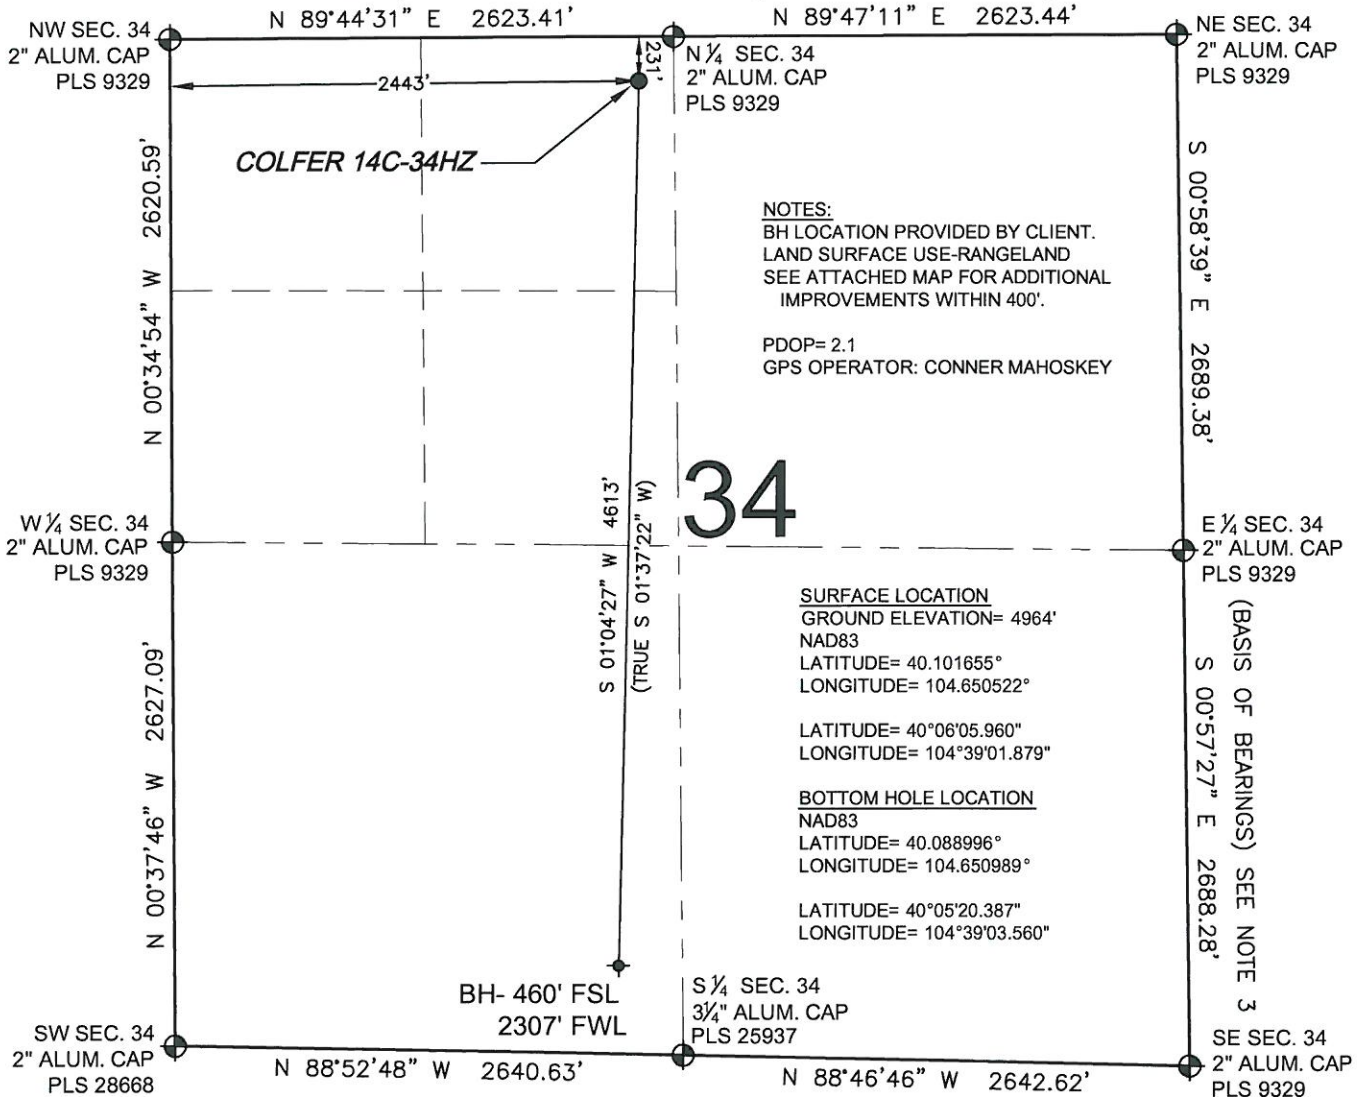 N 89°44'31" E 2623.41'
N 89°47'11" E 2623.44'
NW SEC. 34
2" ALUM. CAP
PLS 9329
N ¼ SEC. 34
2" ALUM. CAP
PLS 9329
NE SEC. 34
2" ALUM. CAP
PLS 9329
231'
2443'
COLFER 14C-34HZ
N 00°34'54" W 2620.59'
S 00°58'39" E 2689.38'
NOTES:
BH LOCATION PROVIDED BY CLIENT.
LAND SURFACE USE-RANGELAND
SEE ATTACHED MAP FOR ADDITIONAL
IMPROVEMENTS WITHIN 400'.
PDOP= 2.1
GPS OPERATOR: CONNER MAHOSKEY
34
W ¼ SEC. 34
2" ALUM. CAP
PLS 9329
E ¼ SEC. 34
2" ALUM. CAP
PLS 9329
S 01°04'27" W 4613'
(TRUE S 01°37'22" W)
SURFACE LOCATION
GROUND ELEVATION= 4964'
NAD83
LATITUDE= 40.101655°
LONGITUDE= 104.650522°
LATITUDE= 40°06'05.960"
LONGITUDE= 104°39'01.879"
BOTTOM HOLE LOCATION
NAD83
LATITUDE= 40.088996°
LONGITUDE= 104.650989°
LATITUDE= 40°05'20.387"
LONGITUDE= 104°39'03.560"
N 00°37'46" W 2627.09'
S 00°57'27" E 2688.28'
(BASIS OF BEARINGS) SEE NOTE 3
BH- 460' FSL
2307' FWL
SW SEC. 34
2" ALUM. CAP
PLS 28668
S ¼ SEC. 34
3¼" ALUM. CAP
PLS 25937
SE SEC. 34
2" ALUM. CAP
PLS 9329
N 88°52'48" W 2640.63'
N 88°46'46" W 2642.62'